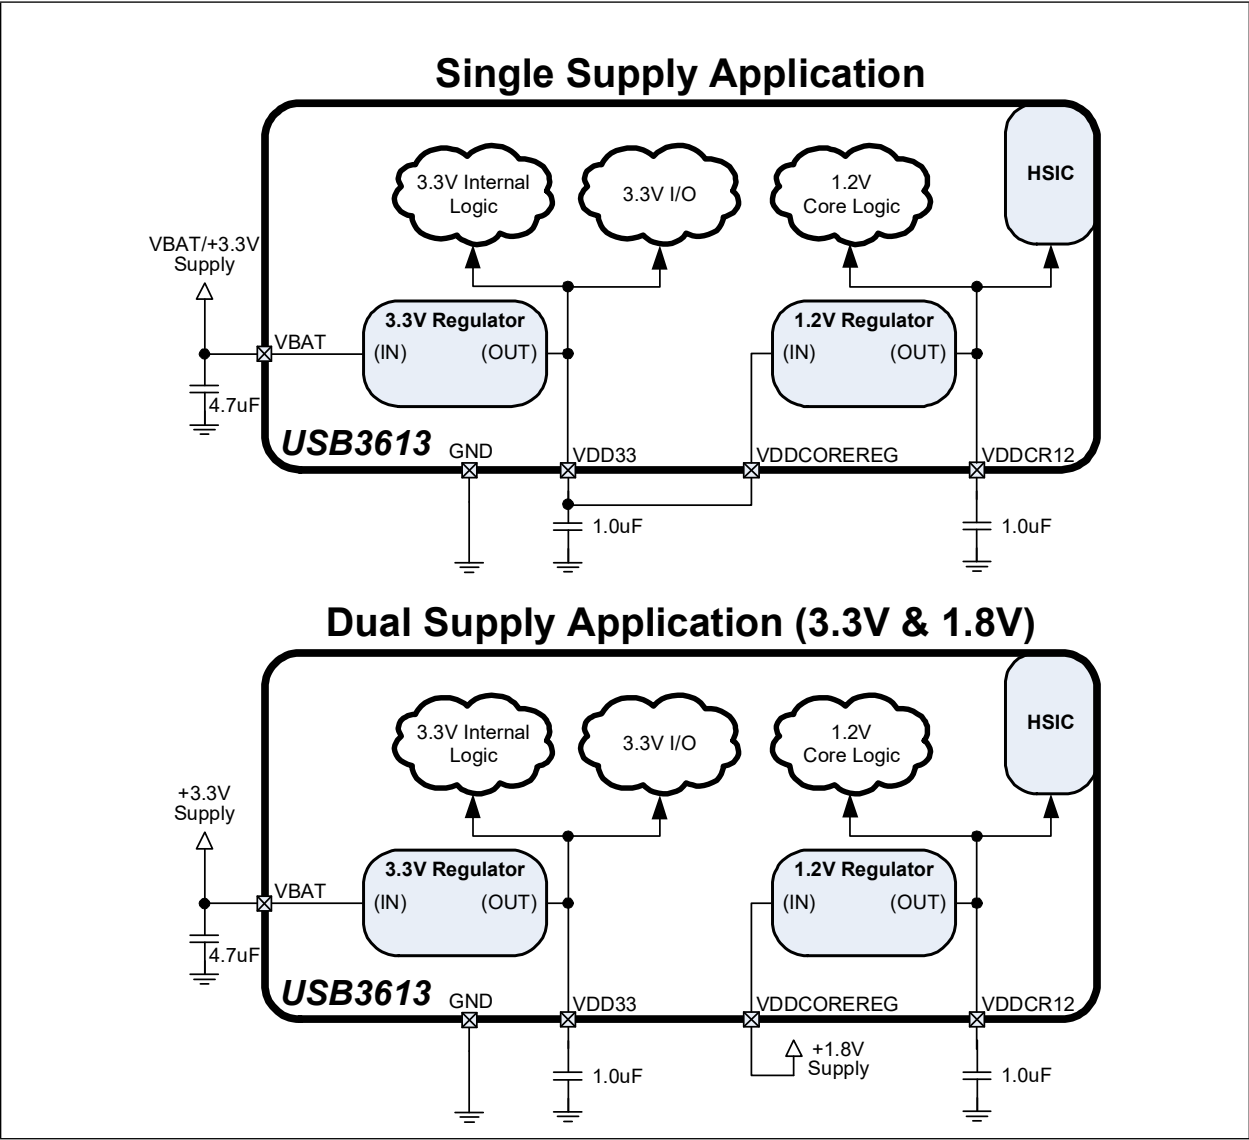 Single Supply Application
HSIC
3.3V Internal
Logic
3.3V I/O
1.2V
Core Logic
VBAT/+3.3V
Supply
3.3V Regulator
1.2V Regulator
VBAT
(IN)
(OUT)
(IN)
(OUT)
4.7uF
USB3613
GND
VDD33
VDDCOREREG
VDDCR12
1.0uF
1.0uF
Dual Supply Application (3.3V & 1.8V)
HSIC
3.3V Internal
Logic
3.3V I/O
1.2V
Core Logic
+3.3V
Supply
3.3V Regulator
1.2V Regulator
VBAT
(IN)
(OUT)
(IN)
(OUT)
4.7uF
USB3613
GND
VDD33
VDDCOREREG
VDDCR12
+1.8V
Supply
1.0uF
1.0uF